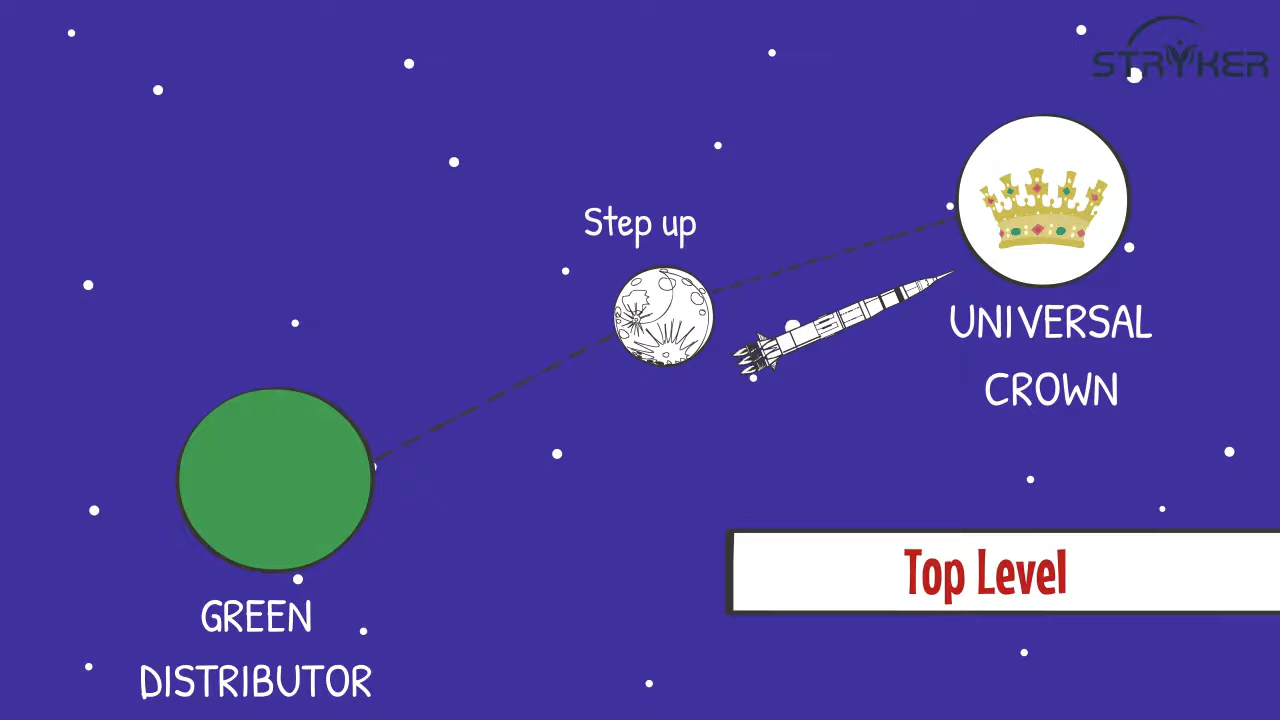 STRYKER
Step up
UNIVERSAL
CROWN
Top Level
GREEN
DISTRIBUTOR